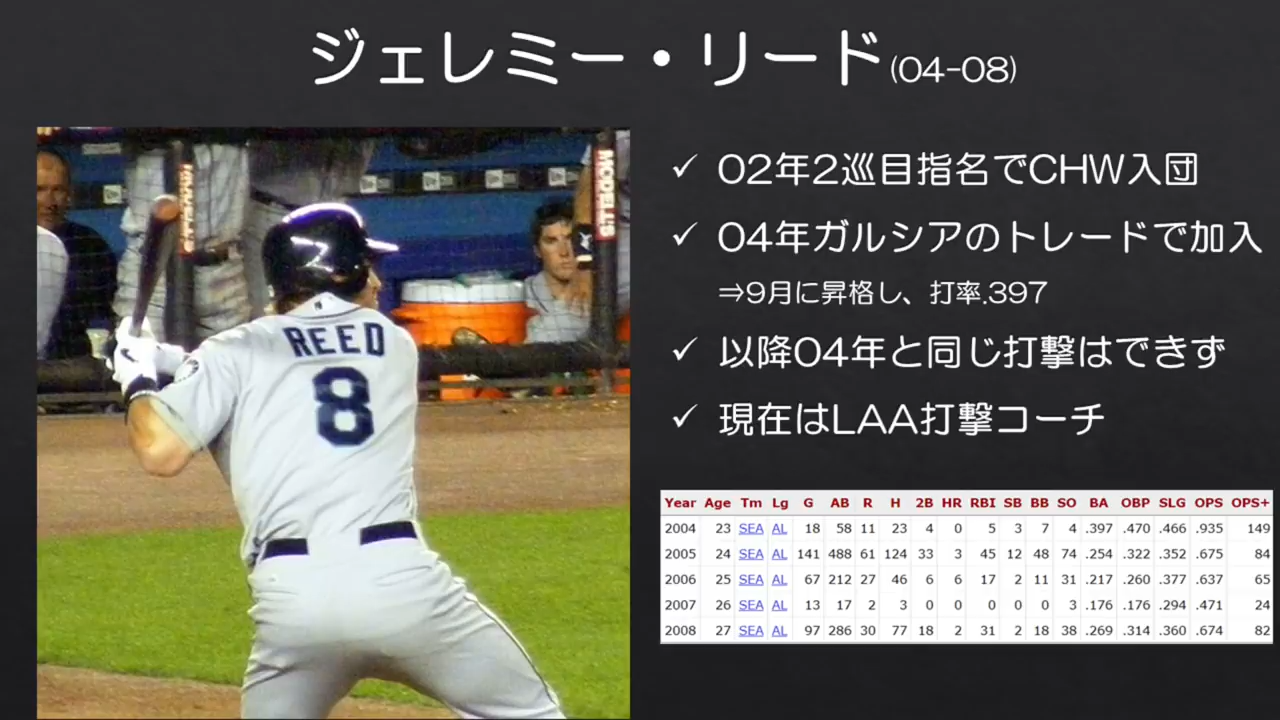 ジェレミー・リード(04-08)
✓ 02年2巡目指名でCHW入団
✓ 04年ガルシアのトレードで加入
⇒9月に昇格し、打率.397
✓ 以降04年と同じ打撃はできず
✓ 現在はLAA打撃コーチ
MODELL'S
MODELL'S
REED
8
Year Age Tm Lg G AB R H 2B HR RBI SB BB SO BA OBP SLG OPS OPS+
2004 23 SEA AL 18 58 11 23 4 0 5 3 7 4 .397 .470 .466 .935 149
2005 24 SEA AL 141 488 61 124 33 3 45 12 48 74 .254 .322 .352 .675 84
2006 25 SEA AL 67 212 27 46 6 6 17 2 11 31 .217 .260 .377 .637 65
2007 26 SEA AL 13 17 2 3 0 0 0 0 0 3 .176 .176 .294 .471 24
2008 27 SEA AL 97 286 30 77 18 2 31 2 18 38 .269 .314 .360 .674 82